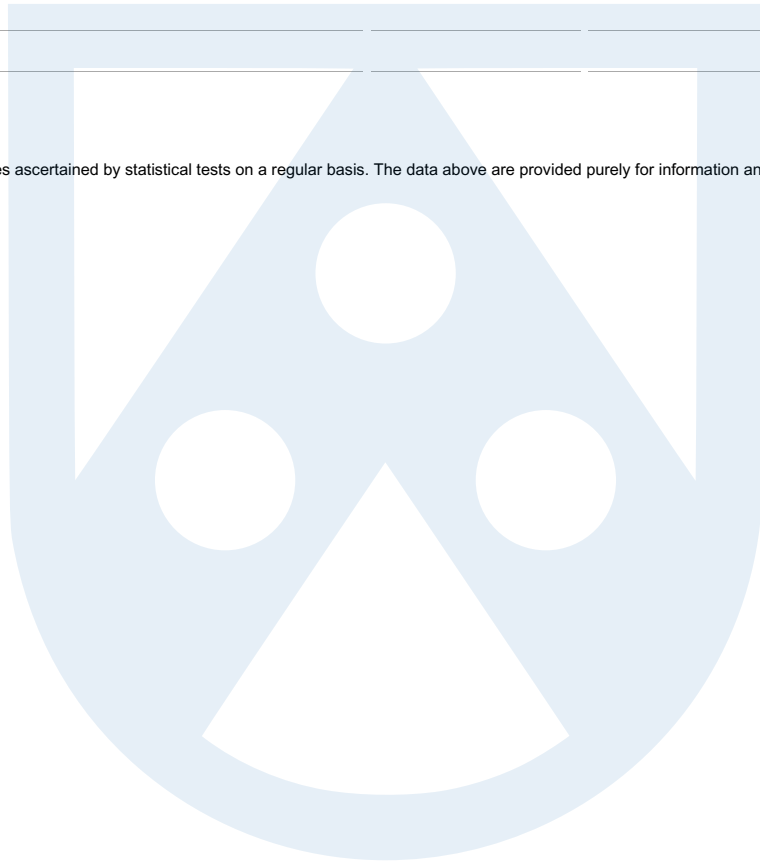 es ascertained by statistical tests on a regular basis. The data above are provided purely for information an